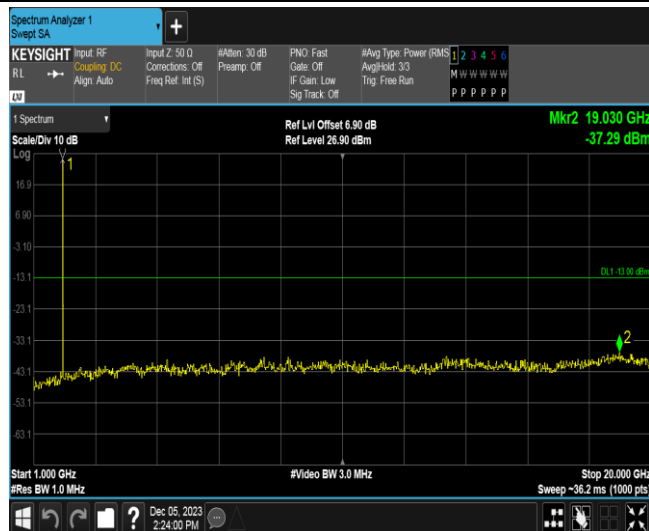 Spectrum Analyzer 1
Swept SA
+
KEYSIGHT
RL
LXI
Input: RF
Coupling: DC
Align: Auto
Input Z: 50 Ω
Corrections: Off
Freq Ref: Int (S)
#Atten: 30 dB
Preamp: Off
PNO: Fast
Gate: Off
IF Gain: Low
Sig Track: Off
#Avg Type: Power (RMS
Avg|Hold: 3/3
Trig: Free Run
1 2 3 4 5 6
M W W W W W
P P P P P P
1 Spectrum
Scale/Div 10 dB
Log
Ref Lvl Offset 6.90 dB
Ref Level 26.90 dBm
Mkr2 19.030 GHz
-37.29 dBm
1
16.9
6.90
-3.10
-13.1
DL1 -13.00 dBm
-23.1
-33.1
2
-43.1
-53.1
-63.1
Start 1.000 GHz
#Res BW 1.0 MHz
#Video BW 3.0 MHz
Stop 20.000 GHz
Sweep ~36.2 ms (1000 pts)
?
Dec 05, 2023
2:24:00 PM